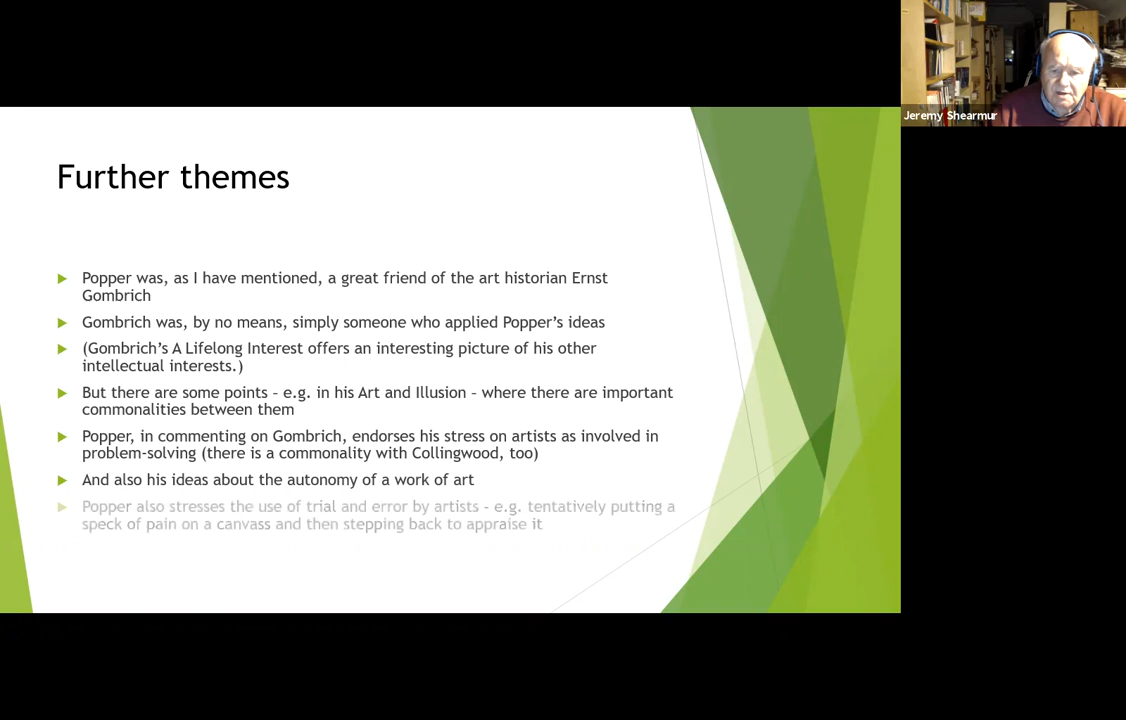 Jeremy Shearmur
Further themes
Popper was, as I have mentioned, a great friend of the art historian Ernst
Gombrich
Gombrich was, by no means, simply someone who applied Popper's ideas
(Gombrich's A Lifelong Interest offers an interesting picture of his other
intellectual interests.)
But there are some points - e.g. in his Art and Illusion - where there are important
commonalities between them
Popper, in commenting on Gombrich, endorses his stress on artists as involved in
problem-solving (there is a commonality with Collingwood, too)
And also his ideas about the autonomy of a work of art
Popper also stresses the use of trial and error by artists - e.g. tentatively putting a
speck of pain on a canvass and then stepping back to appraise it